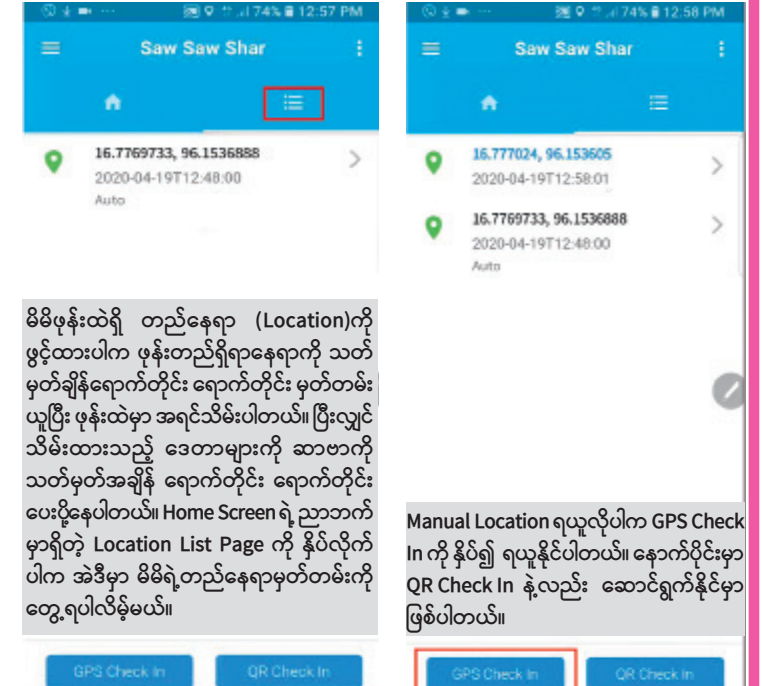 74% 12:57 PM
Saw Saw Shar
16.7769733, 96.1536888
2020-04-19T12:48:00
Auto
မိမိဖုန်းထဲရှိ တည်နေရာ (Location)ကို
ဖွင့်ထားပါက ဖုန်းတည်ရှိရာနေရာကို သတ်
မှတ်ချိန်ရောက်တိုင်း ရောက်တိုင်း မှတ်တမ်း
ယူပြီး ဖုန်းထဲမှာ အရင်သိမ်းပါတယ်။ ပြီးလျှင်
သိမ်းထားသည့် ဒေတာများကို ဆာဗာကို
သတ်မှတ်အချိန် ရောက်တိုင်း ရောက်တိုင်း
ပေးပို့နေပါတယ်။ Home Screen ရဲ့ ညာဘက်
မှာရှိတဲ့ Location List Page ကို နှိပ်လိုက်
ပါက အဲဒီမှာ မိမိရဲ့တည်နေရာမှတ်တမ်းကို
တွေ့ရပါလိမ့်မယ်။
GPS Check In QR Check In
74% 12:58 PM
Saw Saw Shar
16.777024, 96.153605
2020-04-19T12:58:01
16.7769733, 96.1536888
2020-04-19T12:48:00
Auto
Manual Location ရယူလိုပါက GPS Check
In ကို နှိပ်၍ ရယူနိုင်ပါတယ်။ နောက်ပိုင်းမှာ
QR Check In နဲ့လည်း ဆောင်ရွက်နိုင်မှာ
ဖြစ်ပါတယ်။
GPS Check In QR Check In